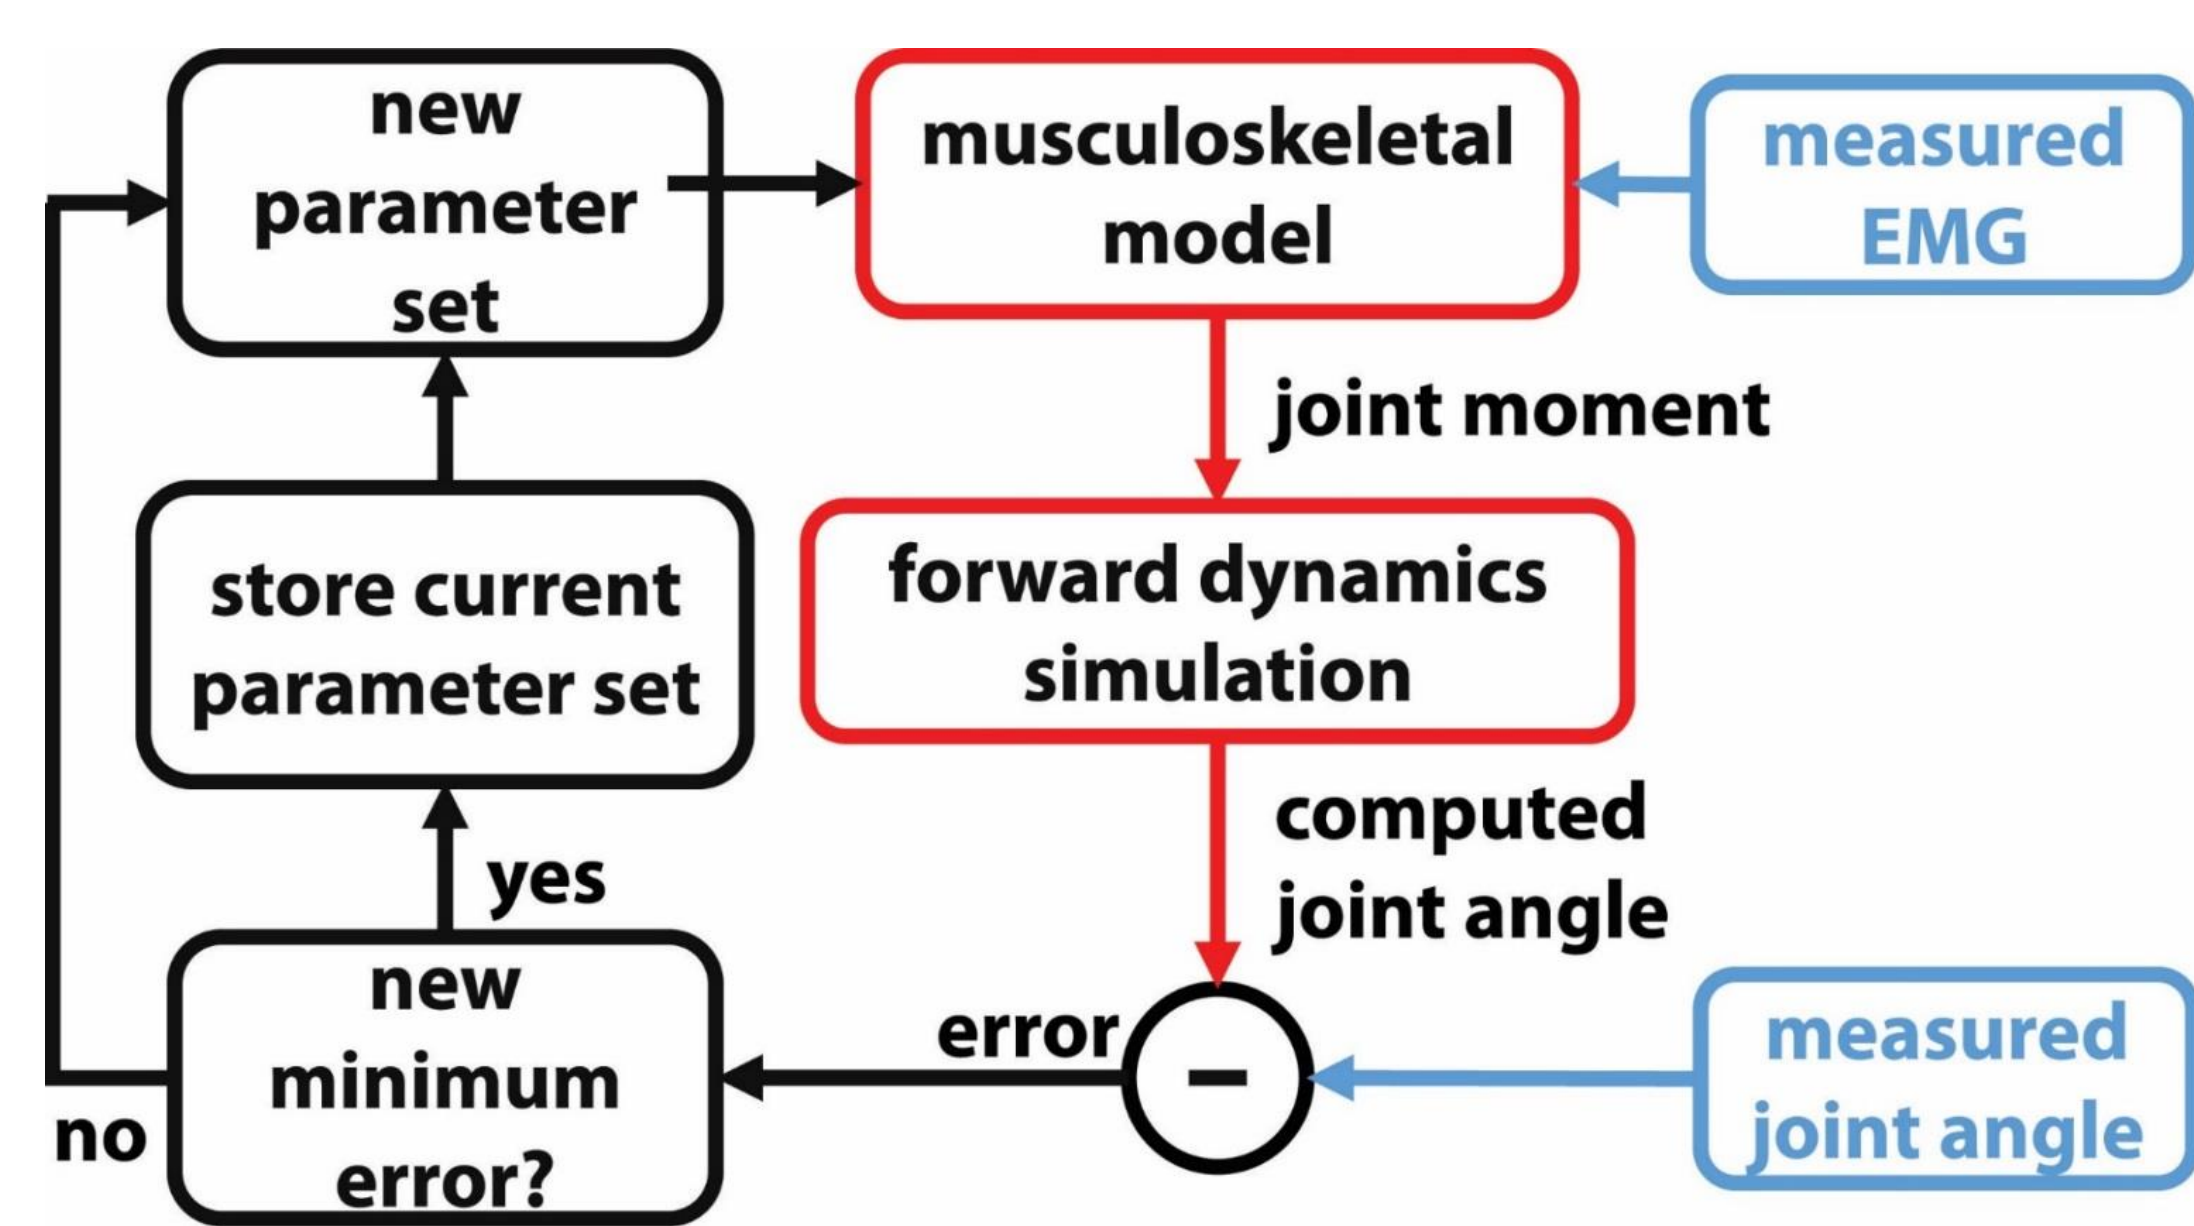 new
parameter
set
musculoskeletal
model
measured
EMG
joint moment
store current
parameter set
forward dynamics
simulation
computed
joint angle
yes
new
minimum
error?
no
error
–
measured
joint angle